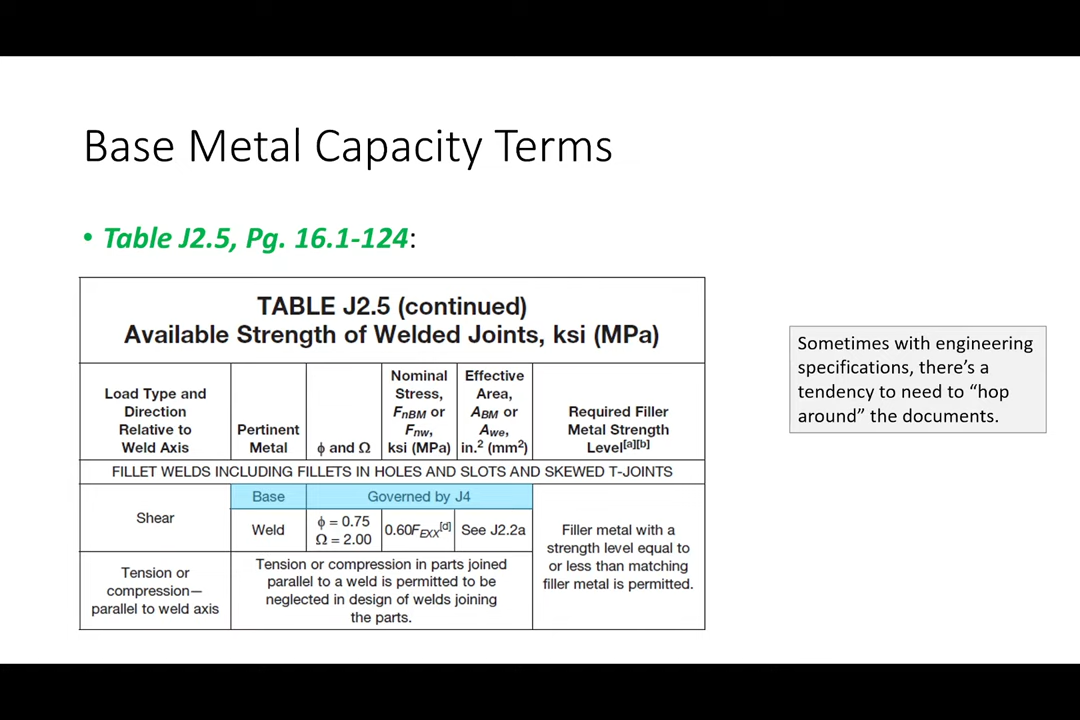 Base Metal Capacity Terms
• Table J2.5, Pg. 16.1-124:
TABLE J2.5 (continued)
Available Strength of Welded Joints, ksi (MPa)
Load Type and
Direction
Relative to
Weld Axis
Pertinent
Metal
ϕ and Ω
Nominal
Stress,
FnBM or
Fnw,
ksi (MPa)
Effective
Area,
ABM or
Awe,
in.² (mm²)
Required Filler
Metal Strength
Level[a][b]
FILLET WELDS INCLUDING FILLETS IN HOLES AND SLOTS AND SKEWED T-JOINTS
Shear
Base
Governed by J4
Weld
ϕ = 0.75
Ω = 2.00
0.60FEXX[d]
See J2.2a
Filler metal with a
strength level equal to
or less than matching
filler metal is permitted.
Tension or
compression—
parallel to weld axis
Tension or compression in parts joined
parallel to a weld is permitted to be
neglected in design of welds joining
the parts.
Sometimes with engineering
specifications, there’s a
tendency to need to “hop
around” the documents.